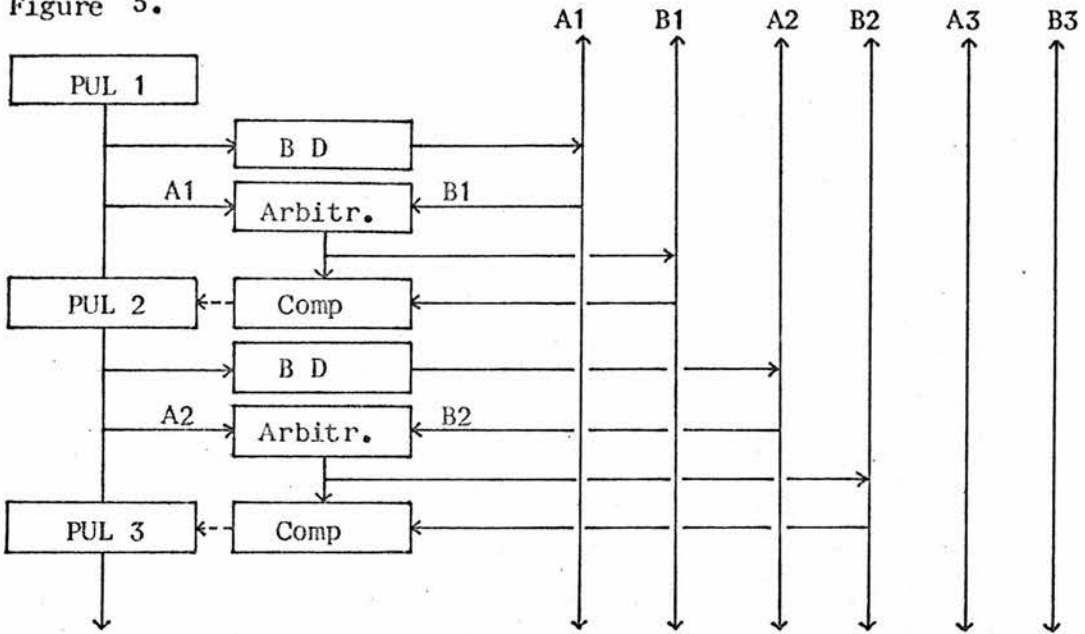 Figure 5.
A1 B1 A2 B2 A3 B3
PUL 1
B D
A1 Arbitr. B1
PUL 2 Comp
B D
A2 Arbitr. B2
PUL 3 Comp